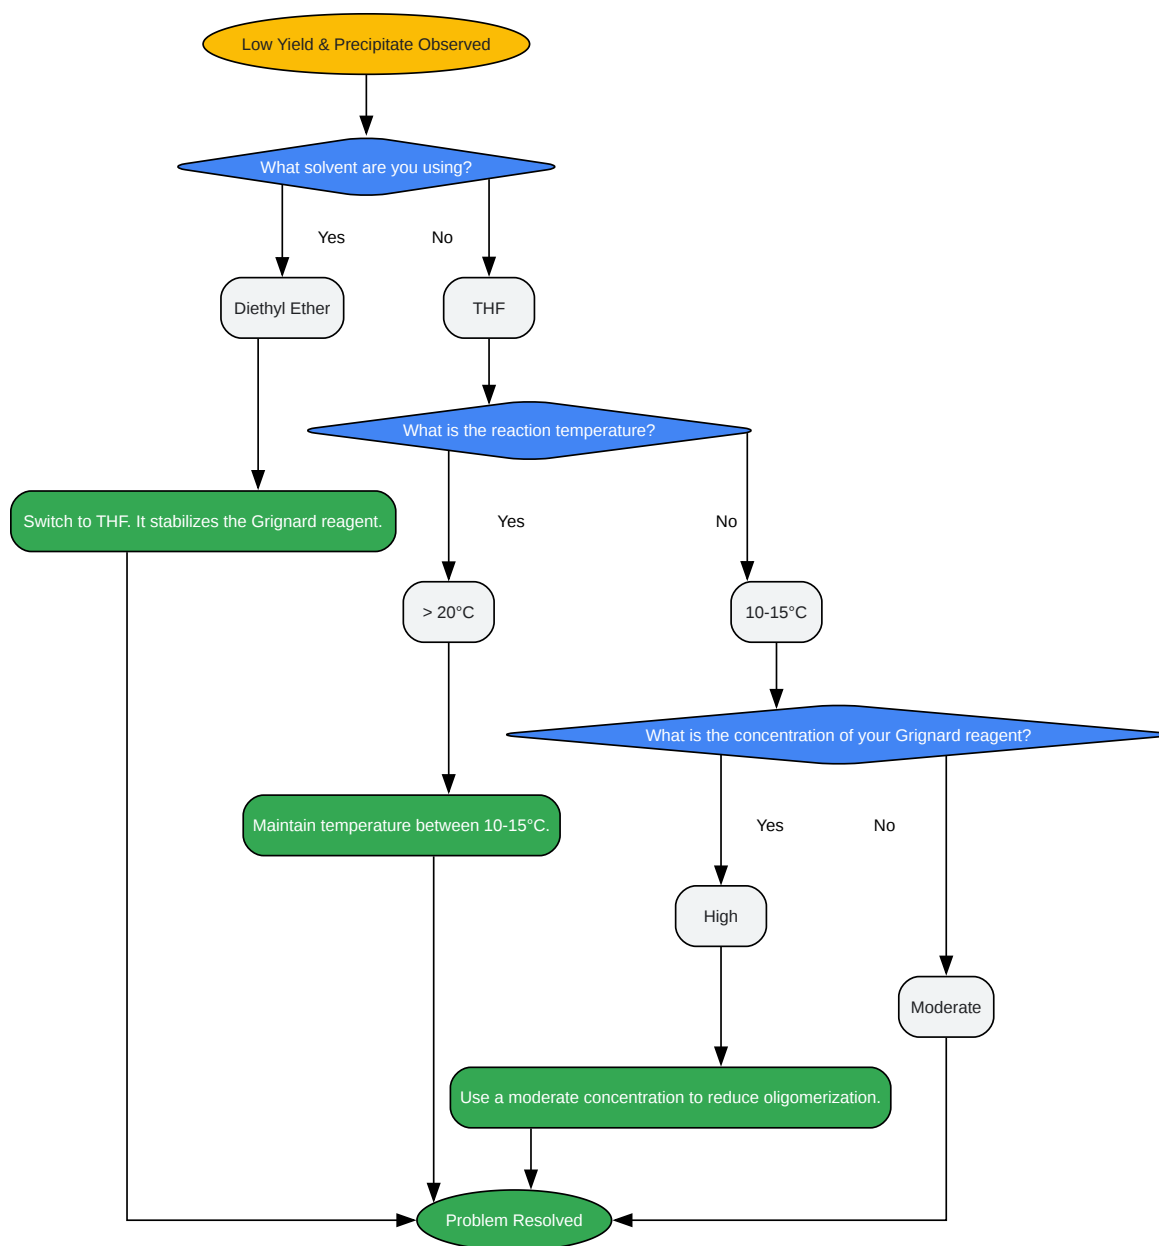 Low Yield & Precipitate Observed
What solvent are you using?
Yes
No
Diethyl Ether
THF
What is the reaction temperature?
Switch to THF. It stabilizes the Grignard reagent.
Yes
No
> 20°C
10-15°C
What is the concentration of your Grignard reagent?
Maintain temperature between 10-15°C.
Yes
No
High
Moderate
Use a moderate concentration to reduce oligomerization.
Problem Resolved